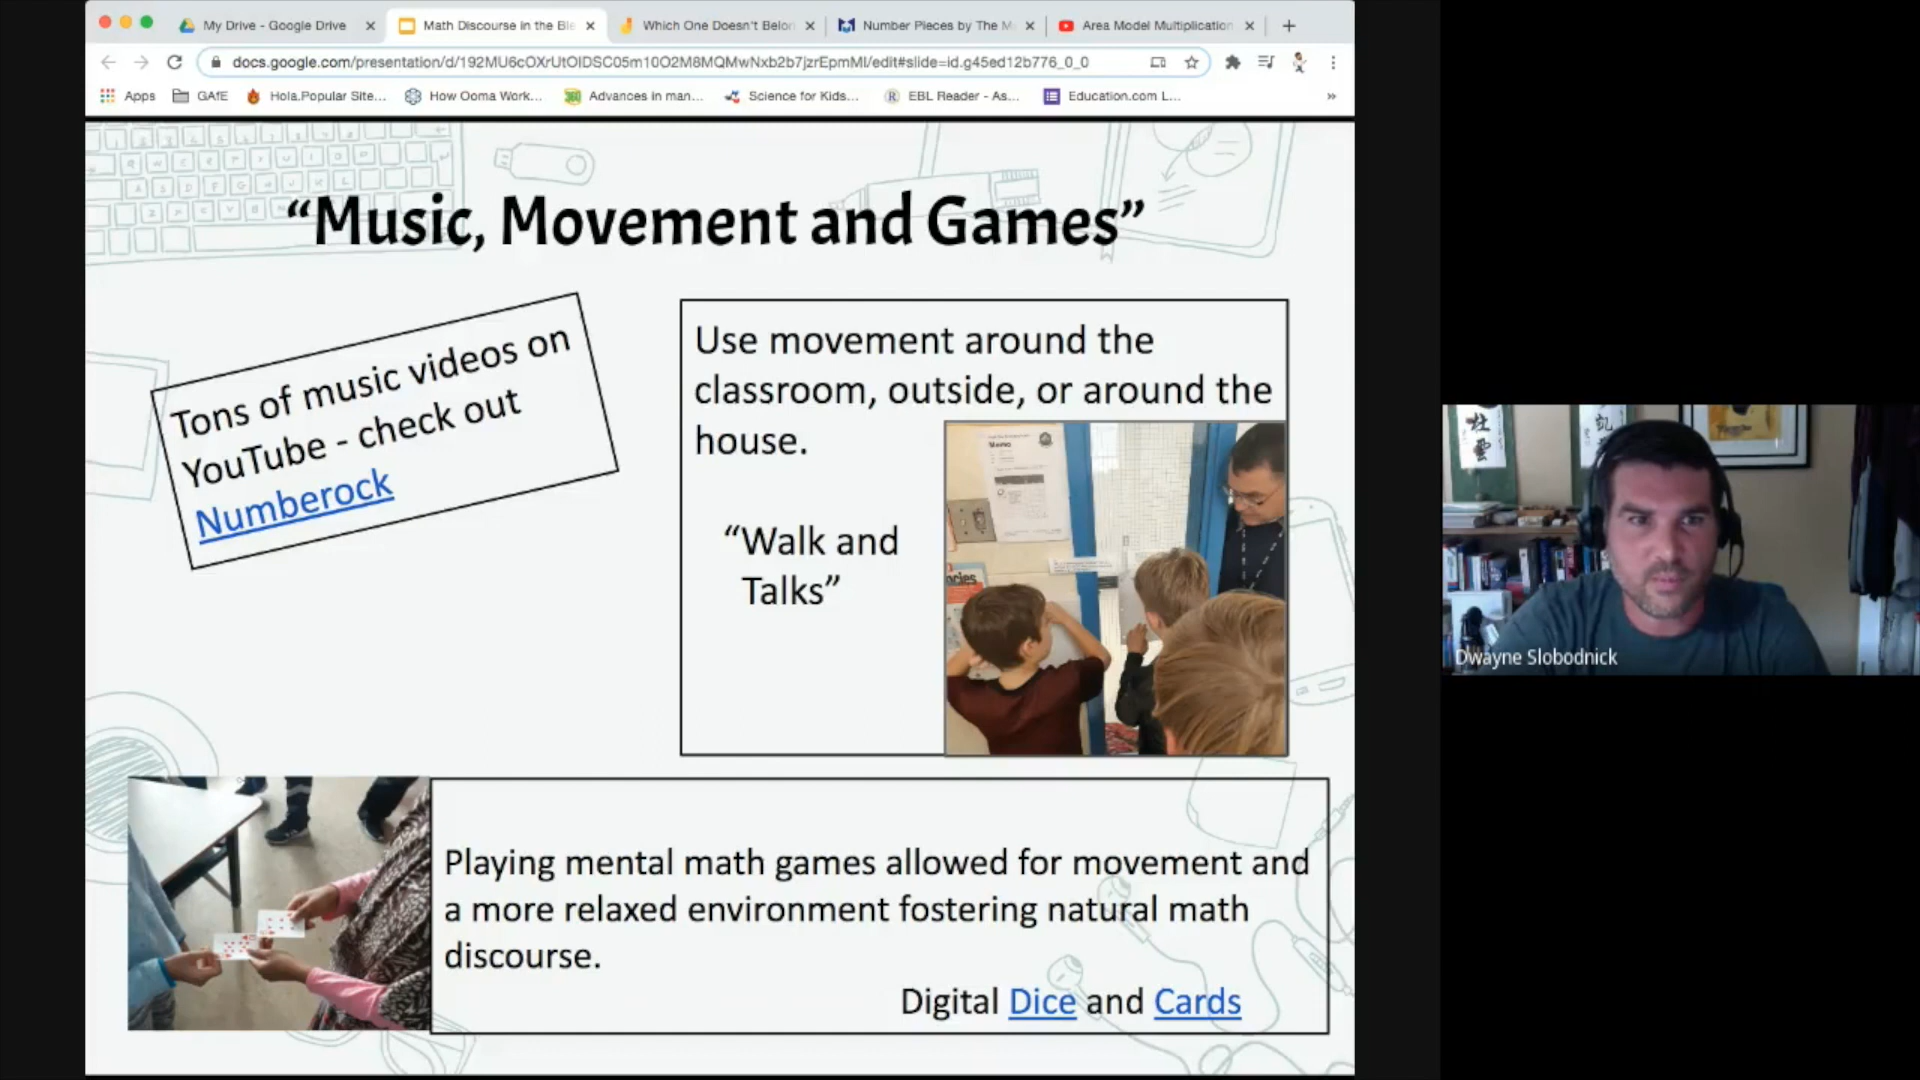 My Drive - Google Drive
Math Discourse in the Ble
Which One Doesn't Belon
Number Pieces by The M
Area Model Multiplication
docs.google.com/presentation/d/192MU6cOXrUtOIDSC05m10O2M8MQMwNxb2b7jzrEpmMI/edit#slide=id.g45ed12b776_0_0
Apps
GAfE
Hola.Popular Site...
How Ooma Work...
Advances in man...
Science for Kids...
EBL Reader - As...
Education.com L...
»
“Music, Movement and Games”
Tons of music videos on
YouTube - check out
Numberock
Use movement around the
classroom, outside, or around the
house.
“Walk and
Talks”
Playing mental math games allowed for movement and
a more relaxed environment fostering natural math
discourse.
Digital Dice and Cards
Dwayne Slobodnick